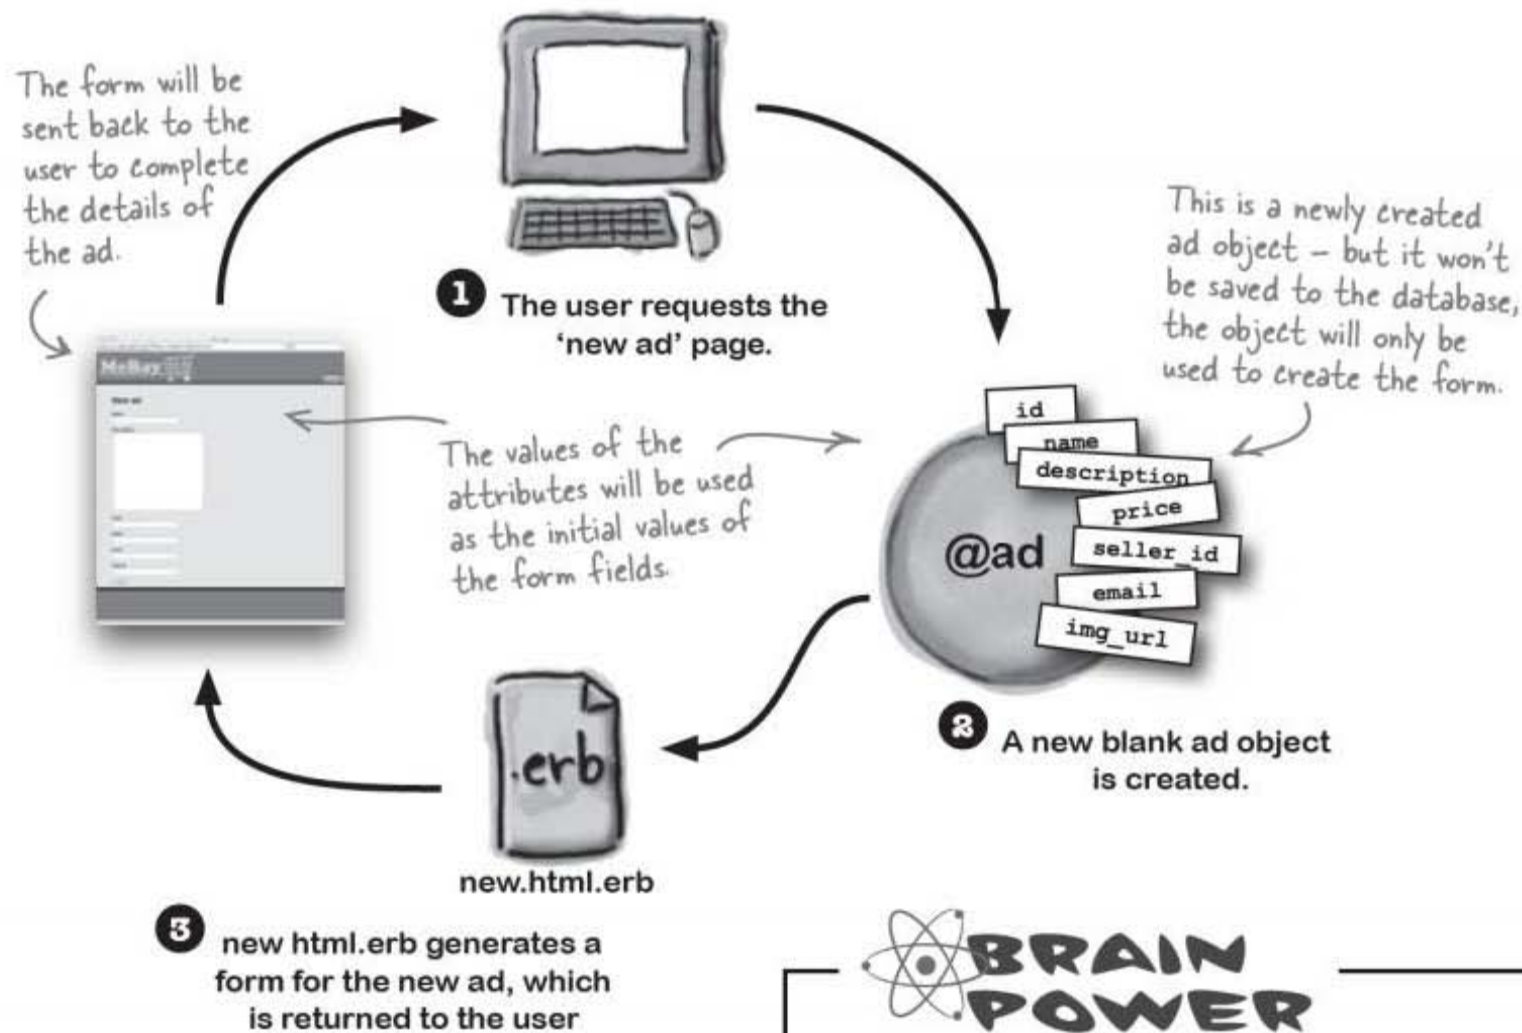 The form will be
sent back to the
user to complete
the details of
the ad.
1 The user requests the
‘new ad’ page.
This is a newly created
ad object – but it won't
be saved to the database,
the object will only be
used to create the form.
MeBay
The values of the
attributes will be used
as the initial values of
the form fields.
id
name
description
price
seller_id
email
img_url
@ad
2 A new blank ad object
is created.
.erb
new.html.erb
3 new html.erb generates a
form for the new ad, which
is returned to the user
BRAIN
POWER